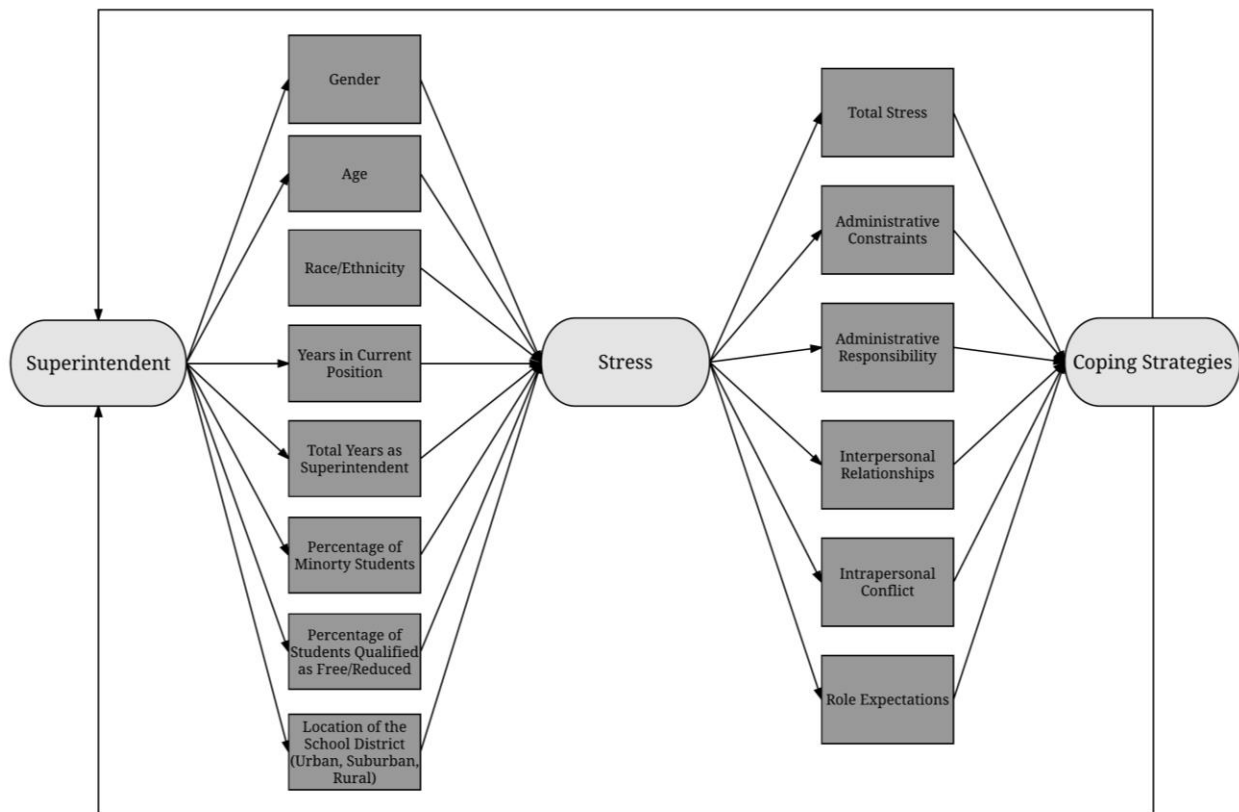 Superintendent
Gender
Age
Race/Ethnicity
Years in Current
Position
Total Years as
Superintendent
Percentage of
Minorty Students
Percentage of
Students Qualified
as Free/Reduced
Location of the
School District
(Urban, Suburban,
Rural)
Stress
Total Stress
Administrative
Constraints
Administrative
Responsibility
Interpersonal
Relationships
Intrapersonal
Conflict
Role Expectations
Coping Strategies